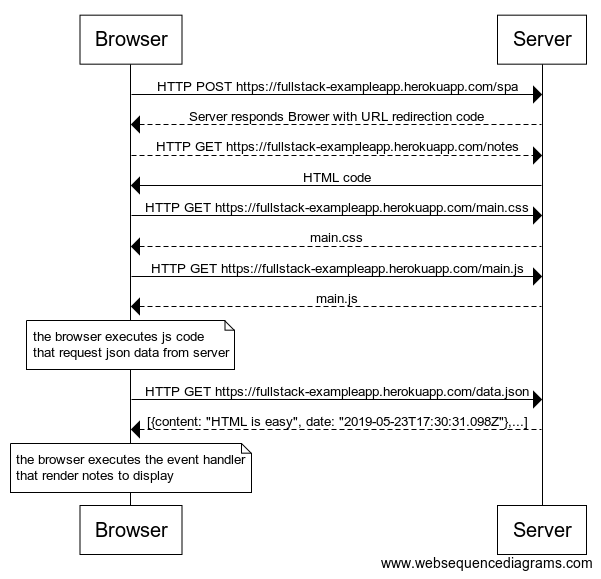 Browser
Server
HTTP POST https://fullstack-exampleapp.herokuapp.com/spa
Server responds Brower with URL redirection code
HTTP GET https://fullstack-exampleapp.herokuapp.com/notes
HTML code
HTTP GET https://fullstack-exampleapp.herokuapp.com/main.css
main.css
HTTP GET https://fullstack-exampleapp.herokuapp.com/main.js
main.js
the browser executes js code
that request json data from server
HTTP GET https://fullstack-exampleapp.herokuapp.com/data.json
[{content: "HTML is easy", date: "2019-05-23T17:30:31.098Z"},...]
the browser executes the event handler
that render notes to display
Browser
Server
www.websequencediagrams.com